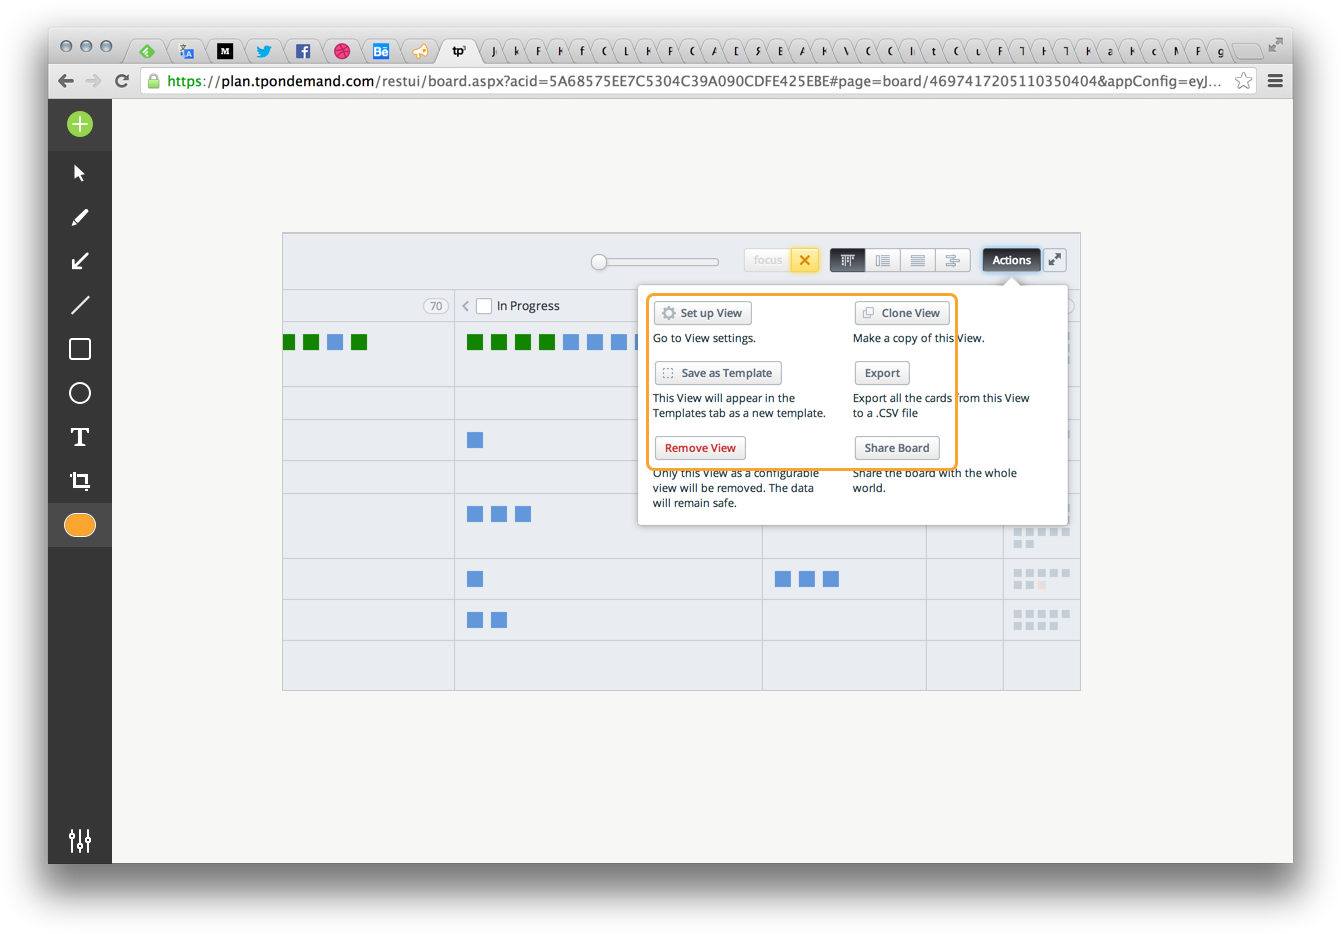 M
f
Bē
tp³
https://plan.tpondemand.com/restui/board.aspx?acid=5A68575EE7C5304C39A090CDFE425EBE#page=board/4697417205110350404&appConfig=eyJ...
focus
Actions
70
In Progress
Set up View
Clone View
Go to View settings.
Make a copy of this View.
Save as Template
Export
This View will appear in the
Templates tab as a new template.
Export all the cards from this View
to a .CSV file
Remove View
Share Board
Only this View as a configurable
view will be removed. The data
will remain safe.
Share the board with the whole
world.
T